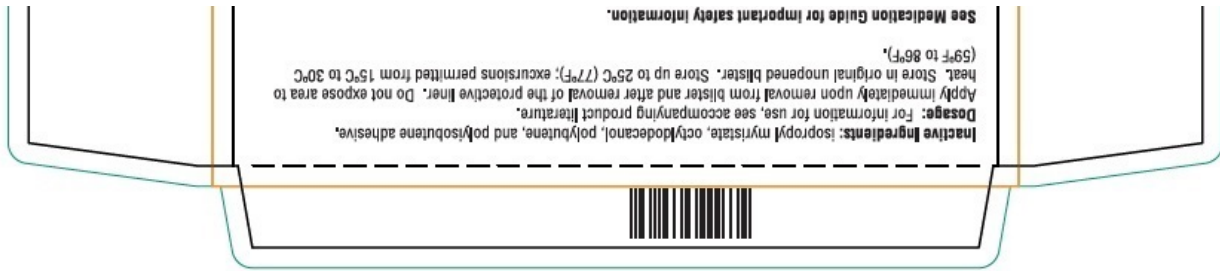 Inactive Ingredients: isopropyl myristate, octyldodecanol, polybutene, and polyisobutene adhesive.
Dosage: For information for use, see accompanying product literature.
Apply immediately upon removal from blister and after removal of the protective liner. Do not expose area to
heat. Store in original unopened blister. Store up to 25ºC (77ºF); excursions permitted from 15ºC to 30ºC
(59ºF to 86ºF).
See Medication Guide for important safety information.